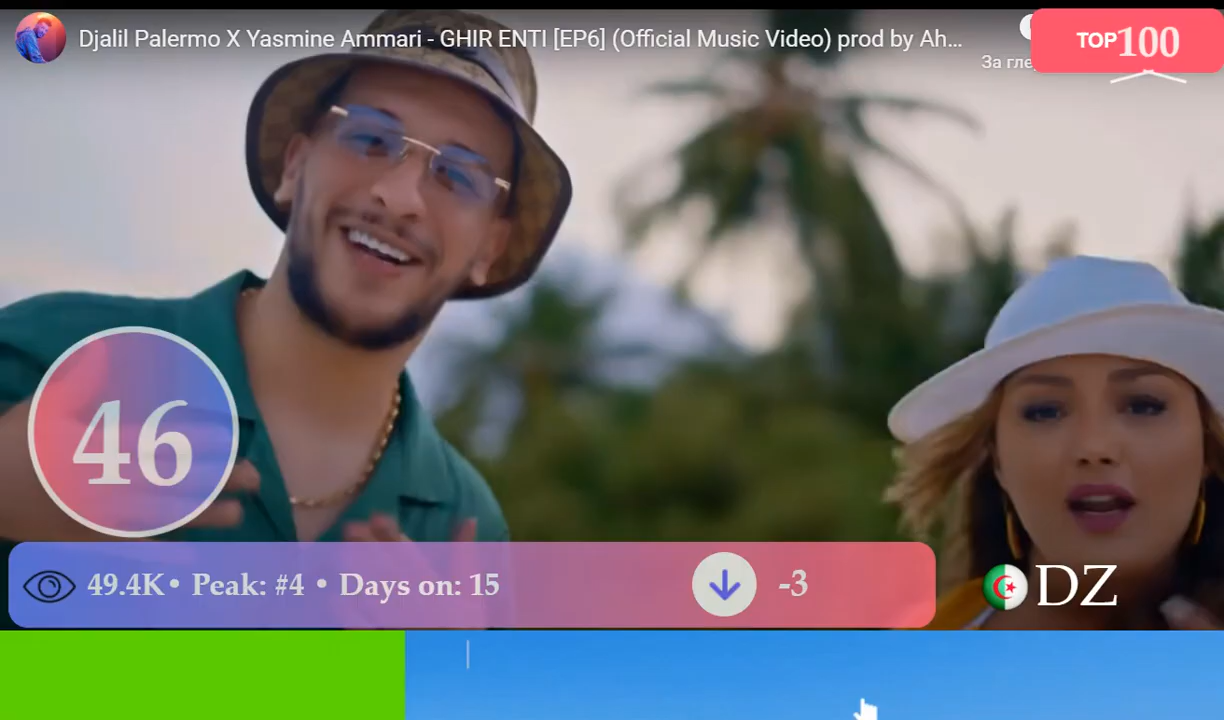 Djalil Palermo X Yasmine Ammari - GHIR ENTI [EP6] (Official Music Video) prod by Ah...
TOP100
За гле
46
49.4K• Peak: #4 • Days on: 15
-3
DZ